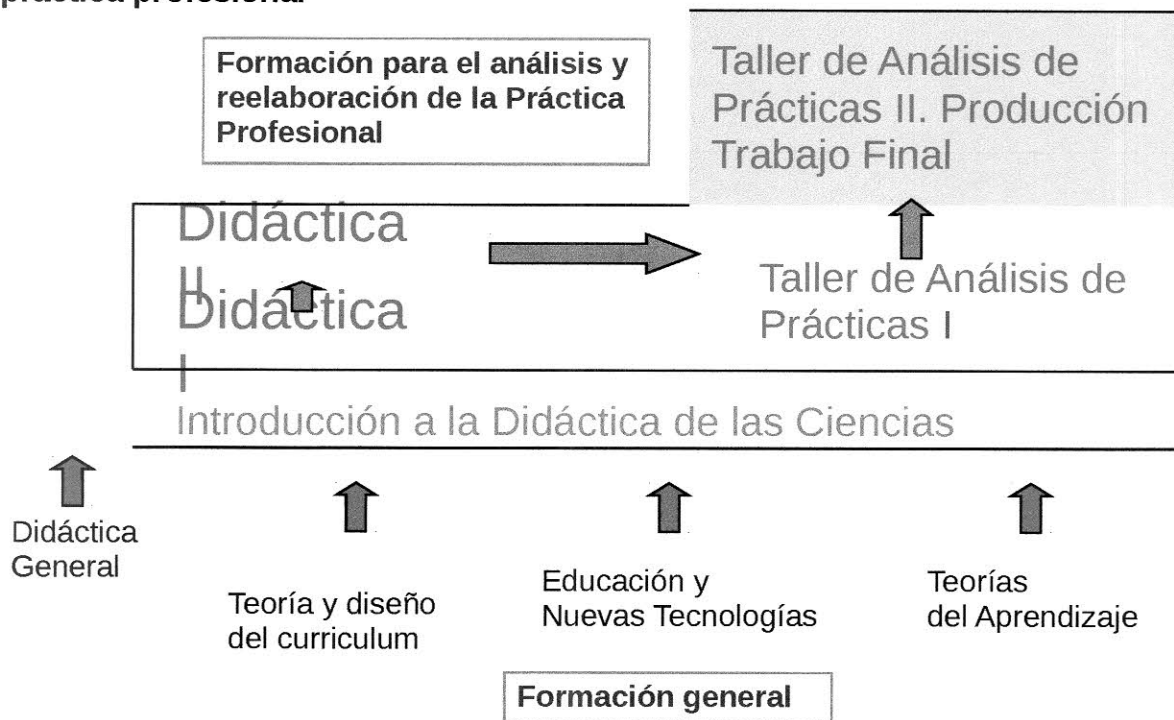 práctica profesional
Formación para el análisis y
reelaboración de la Práctica
Profesional
Taller de Análisis de
Prácticas II. Producción
Trabajo Final
Didáctica
II
Didáctica
I
Taller de Análisis de
Prácticas I
Introducción a la Didáctica de las Ciencias
Didáctica
General
Teoría y diseño
del curriculum
Educación y
Nuevas Tecnologías
Teorías
del Aprendizaje
Formación general